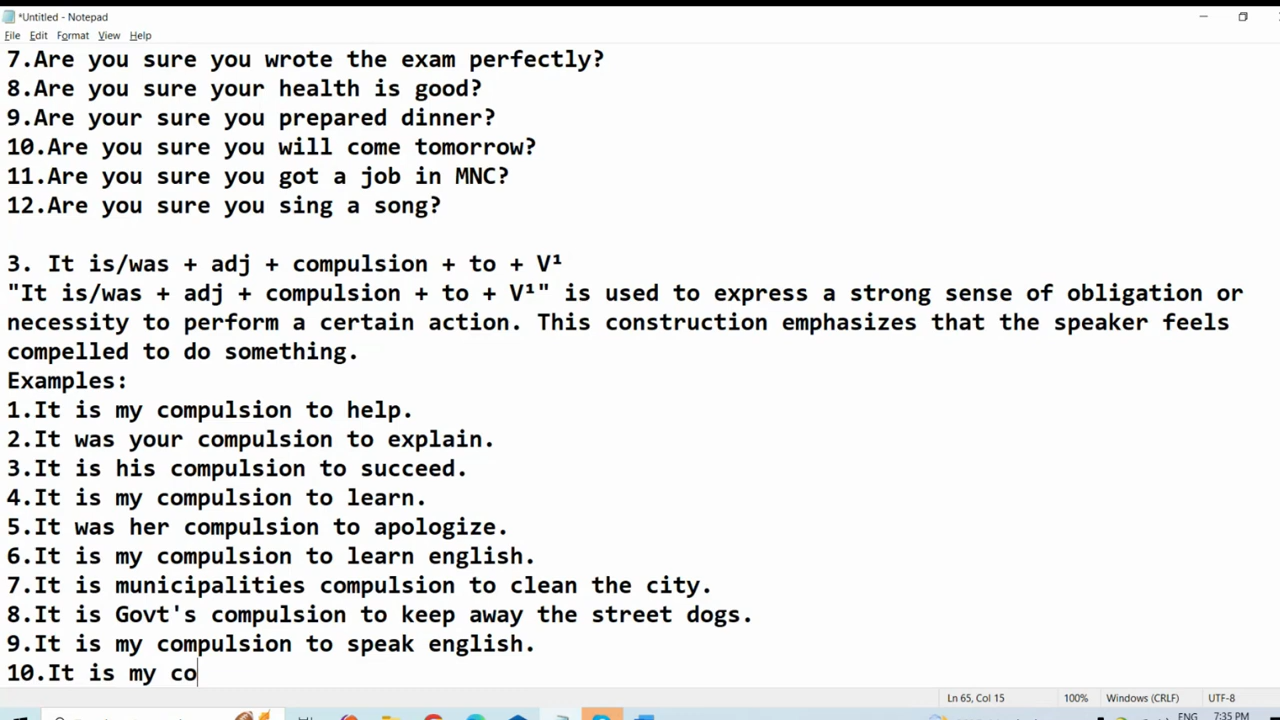 *Untitled - Notepad
File Edit Format View Help
7.Are you sure you wrote the exam perfectly?
8.Are you sure your health is good?
9.Are your sure you prepared dinner?
10.Are you sure you will come tomorrow?
11.Are you sure you got a job in MNC?
12.Are you sure you sing a song?
3. It is/was + adj + compulsion + to + V¹
"It is/was + adj + compulsion + to + V¹" is used to express a strong sense of obligation or
necessity to perform a certain action. This construction emphasizes that the speaker feels
compelled to do something.
Examples:
1.It is my compulsion to help.
2.It was your compulsion to explain.
3.It is his compulsion to succeed.
4.It is my compulsion to learn.
5.It was her compulsion to apologize.
6.It is my compulsion to learn english.
7.It is municipalities compulsion to clean the city.
8.It is Govt's compulsion to keep away the street dogs.
9.It is my compulsion to speak english.
10.It is my co
Ln 65, Col 15 100% Windows (CRLF) UTF-8
ENG 7:35 PM